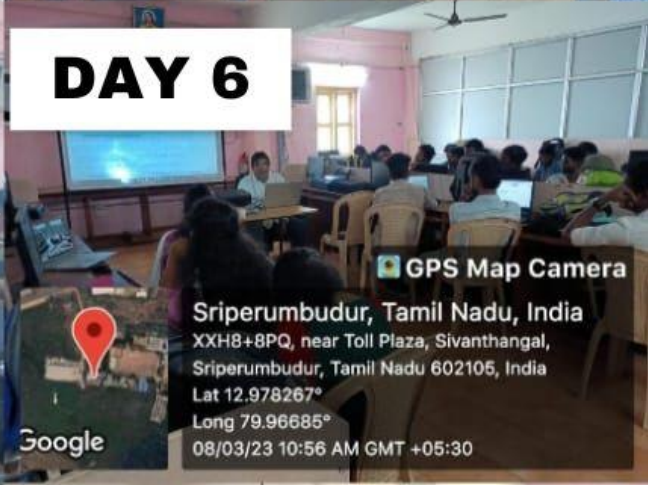 DAY 6
GPS Map Camera
Sriperumbudur, Tamil Nadu, India
XXH8+8PQ, near Toll Plaza, Sivanthangal,
Sriperumbudur, Tamil Nadu 602105, India
Lat 12.978267°
Long 79.96685°
08/03/23 10:56 AM GMT +05:30
Google